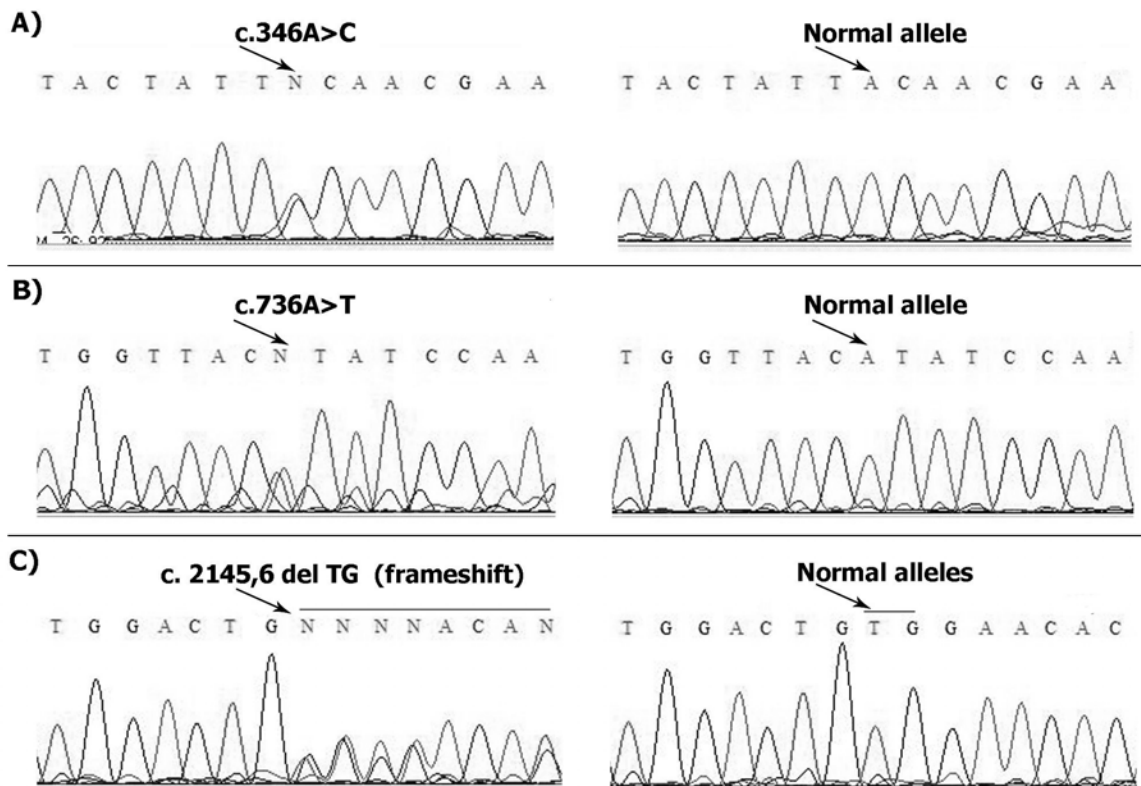 A)
c.346A>C
Normal allele
T A C T A T T N C A A C G A A
T A C T A T T A C A A C G A A
B)
c.736A>T
Normal allele
T G G T T A C N T A T C C A A
T G G T T A C A T A T C C A A
C)
c. 2145,6 del TG (frameshift)
Normal alleles
T G G A C T G N N N N A C A N
T G G A C T G T G G A A C A C